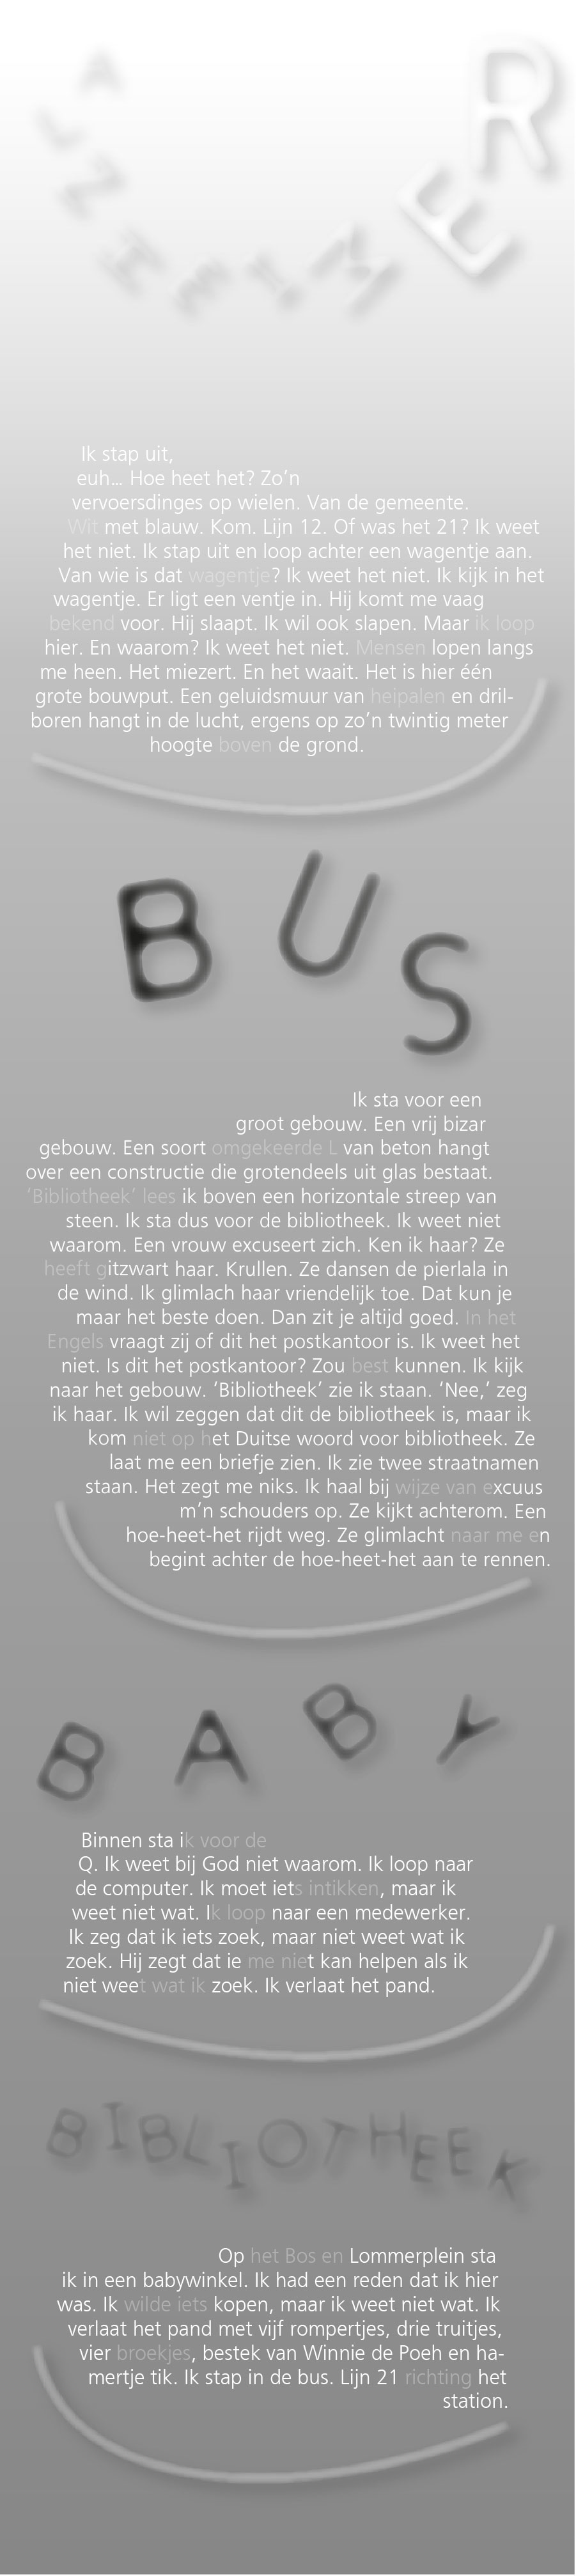 ALZHEIMER
Ik stap uit,
euh... Hoe heet het? Zo’n
vervoersdinges op wielen. Van de gemeente.
Wit met blauw. Kom. Lijn 12. Of was het 21? Ik weet
het niet. Ik stap uit en loop achter een wagentje aan.
Van wie is dat wagentje? Ik weet het niet. Ik kijk in het
wagentje. Er ligt een ventje in. Hij komt me vaag
bekend voor. Hij slaapt. Ik wil ook slapen. Maar ik loop
hier. En waarom? Ik weet het niet. Mensen lopen langs
me heen. Het miezert. En het waait. Het is hier één
grote bouwput. Een geluidsmuur van heipalen en dril-
boren hangt in de lucht, ergens op zo’n twintig meter
hoogte boven de grond.
BUS
Ik sta voor een
groot gebouw. Een vrij bizar
gebouw. Een soort omgekeerde L van beton hangt
over een constructie die grotendeels uit glas bestaat.
‘Bibliotheek’ lees ik boven een horizontale streep van
steen. Ik sta dus voor de bibliotheek. Ik weet niet
waarom. Een vrouw excuseert zich. Ken ik haar? Ze
heeft gitzwart haar. Krullen. Ze dansen de pierlala in
de wind. Ik glimlach haar vriendelijk toe. Dat kun je
maar het beste doen. Dan zit je altijd goed. In het
Engels vraagt zij of dit het postkantoor is. Ik weet het
niet. Is dit het postkantoor? Zou best kunnen. Ik kijk
naar het gebouw. ‘Bibliotheek’ zie ik staan. ‘Nee,’ zeg
ik haar. Ik wil zeggen dat dit de bibliotheek is, maar ik
kom niet op het Duitse woord voor bibliotheek. Ze
laat me een briefje zien. Ik zie twee straatnamen
staan. Het zegt me niks. Ik haal bij wijze van excuus
m’n schouders op. Ze kijkt achterom. Een
hoe-heet-het rijdt weg. Ze glimlacht naar me en
begint achter de hoe-heet-het aan te rennen.
BABY
Binnen sta ik voor de
Q. Ik weet bij God niet waarom. Ik loop naar
de computer. Ik moet iets intikken, maar ik
weet niet wat. Ik loop naar een medewerker.
Ik zeg dat ik iets zoek, maar niet weet wat ik
zoek. Hij zegt dat ie me niet kan helpen als ik
niet weet wat ik zoek. Ik verlaat het pand.
BIBLIOTHEEK
Op het Bos en Lommerplein sta
ik in een babywinkel. Ik had een reden dat ik hier
was. Ik wilde iets kopen, maar ik weet niet wat. Ik
verlaat het pand met vijf rompertjes, drie truitjes,
vier broekjes, bestek van Winnie de Poeh en ha-
mertje tik. Ik stap in de bus. Lijn 21 richting het
station.